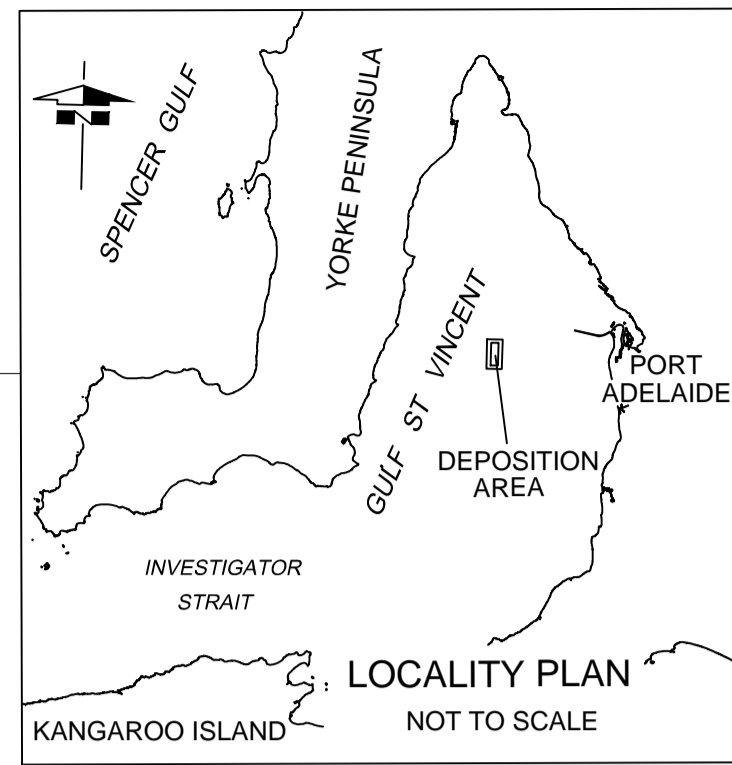 N
SPENCER GULF
YORKE PENINSULA
GULF ST VINCENT
PORT
ADELAIDE
DEPOSITION
AREA
INVESTIGATOR
STRAIT
LOCALITY PLAN
NOT TO SCALE
KANGAROO ISLAND